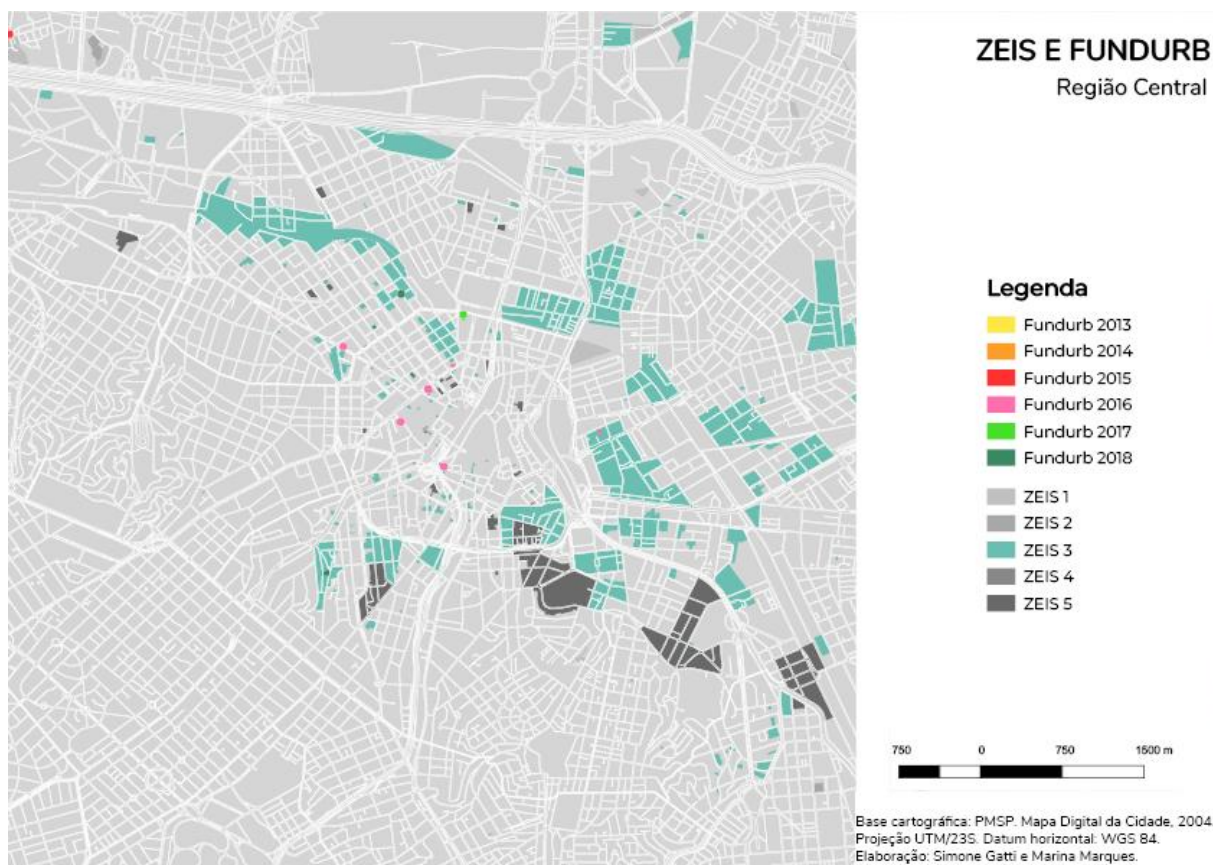 ZEIS E FUNDURB
Região Central
Legenda
Fundurb 2013
Fundurb 2014
Fundurb 2015
Fundurb 2016
Fundurb 2017
Fundurb 2018
ZEIS 1
ZEIS 2
ZEIS 3
ZEIS 4
ZEIS 5
750 0 750 1500 m
Base cartográfica: PMSP. Mapa Digital da Cidade, 2004
Projeção UTM/23S. Datum horizontal: WGS 84.
Elaboração: Simone Gatti e Marina Marques.